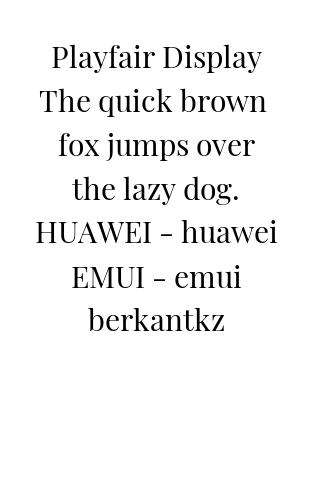 Playfair Display
The quick brown
fox jumps over
the lazy dog.
HUAWEI - huawei
EMUI - emui
berkantkz